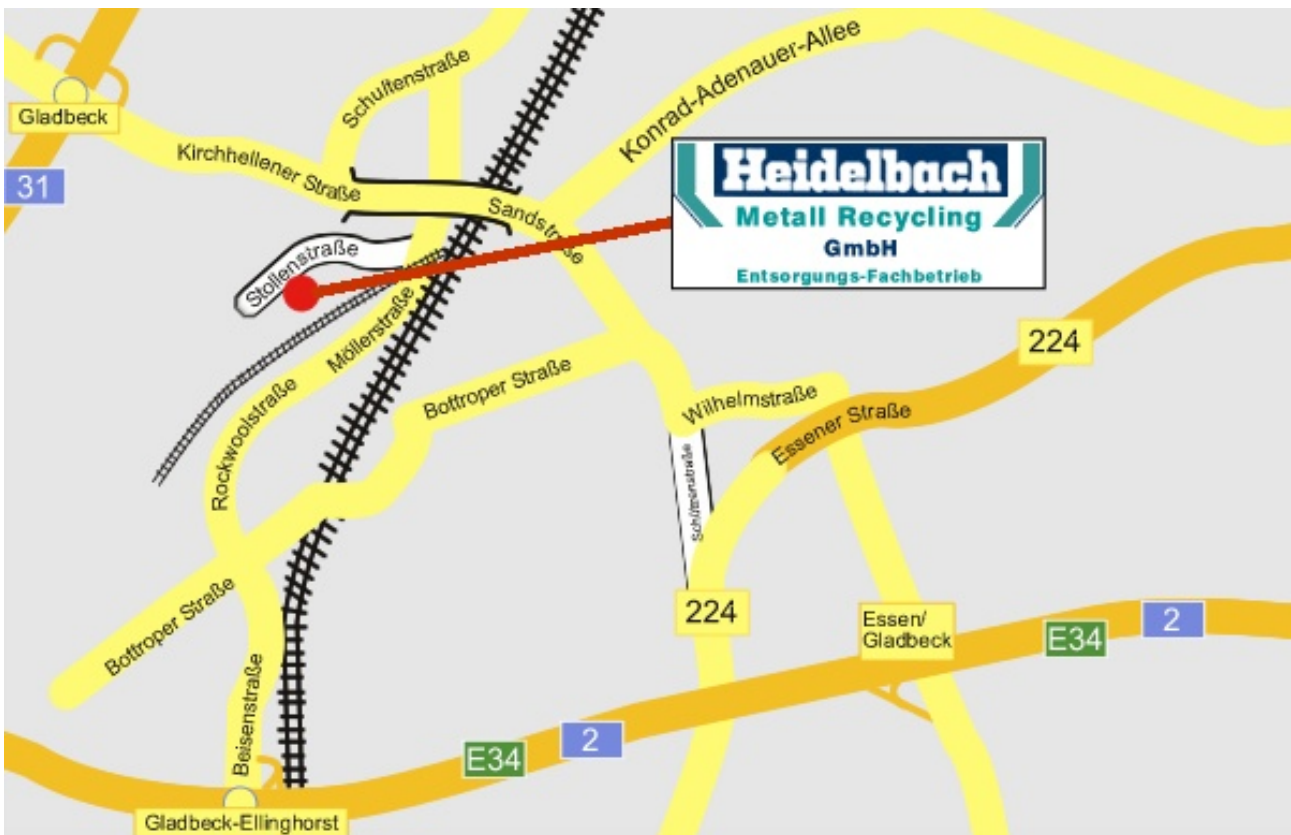 Schultenstraße
Konrad-Adenauer-Allee
Gladbeck
Kirchhellener Straße
31
Heidelbach
Metall Recycling
GmbH
Entsorgungs-Fachbetrieb
Sandstraße
Stollenstraße
Möllerstraße
224
Bottroper Straße
Rockwoolstraße
Wilhelmstraße
Essener Straße
Schützenstraße
Bottroper Straße
224
Essen/
Gladbeck
2
E34
Beisenstraße
2
E34
Gladbeck-Ellinghorst